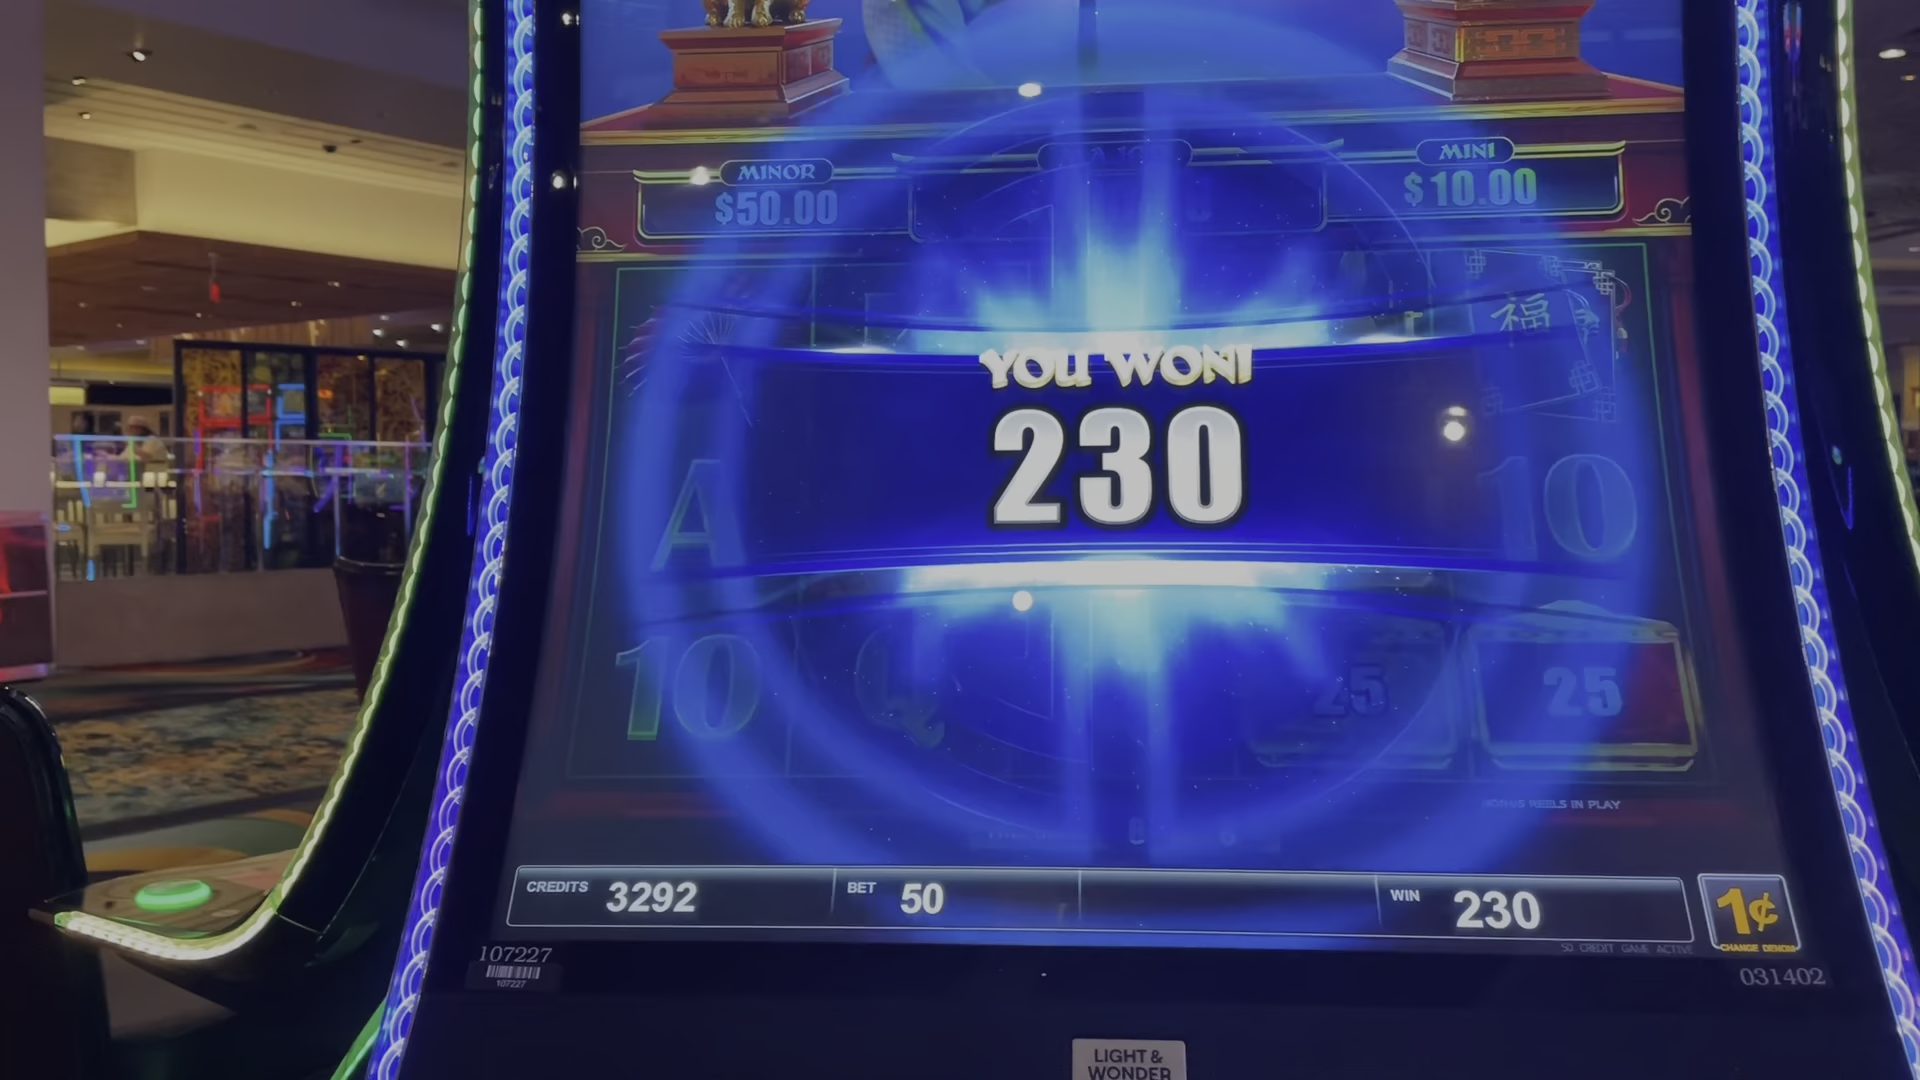 MINOR
$50.00
MINI
$10.00
福
YOU WON!
230
A
10
10
Q
25
25
BONUS REELS IN PLAY
CREDITS 3292
BET 50
WIN 230
1¢
CHANGE DENOM
50 CREDIT GAME ACTIVE
107227
107227
031402
LIGHT &
WONDER